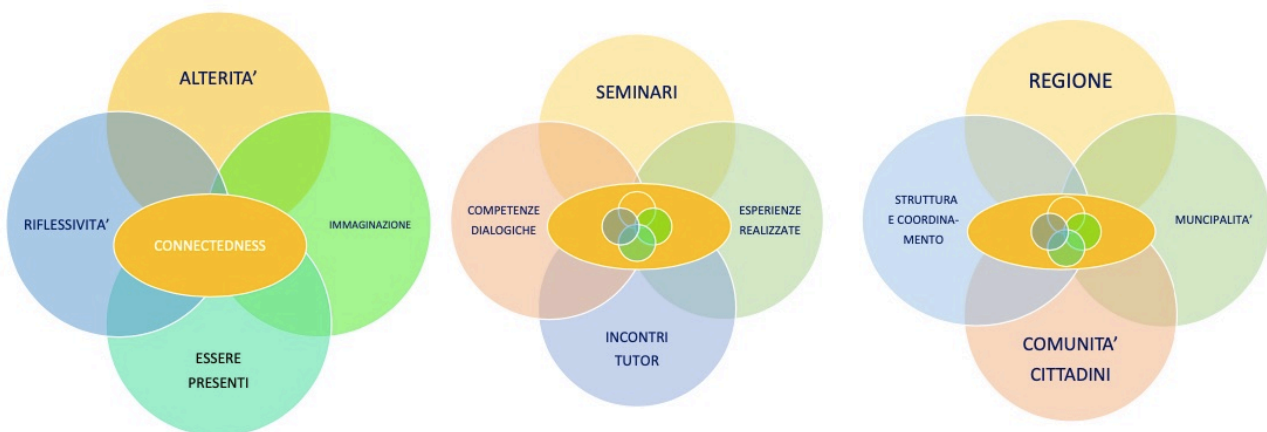 ALTERITA’
RIFLESSIVITA’
IMMAGINAZIONE
CONNECTEDNESS
ESSERE
PRESENTI
SEMINARI
COMPETENZE
DIALOGICHE
ESPERIENZE
REALIZZATE
INCONTRI
TUTOR
REGIONE
STRUTTURA
E COORDINA-
MENTO
MUNCIPALITA’
COMUNITA’
CITTADINI